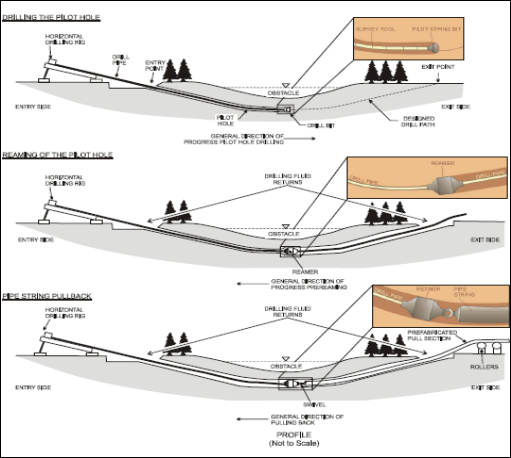 DRILLING THE PILOT HOLE
SURVEY TOOL
PILOT STRING BIT
HORIZONTAL
DRILLING RIG
DRILL
PIPE
ENTRY
POINT
EXIT POINT
OBSTACLE
ENTRY SIDE
PILOT
HOLE
DRILL BIT
DESIGNED
DRILL PATH
EXIT SIDE
GENERAL DIRECTION OF
PROGRESS PILOT HOLE DRILLING
REAMING OF THE PILOT HOLE
REAMER
DRILL PIPE
DRILL PIPE
HORIZONTAL
DRILLING RIG
DRILLING FLUID
RETURNS
OBSTACLE
ENTRY SIDE
EXIT SIDE
REAMER
GENERAL DIRECTION OF
PROGRESS PREREAMING
PIPE STRING PULLBACK
REAMER
PIPE
STRING
DRILL PIPE
HORIZONTAL
DRILLING RIG
DRILLING FLUID
RETURNS
PREFABRICATED
PULL SECTION
OBSTACLE
ROLLERS
ENTRY SIDE
EXIT SIDE
SWIVEL
GENERAL DIRECTION OF
PULLING BACK
PROFILE
(Not to Scale)